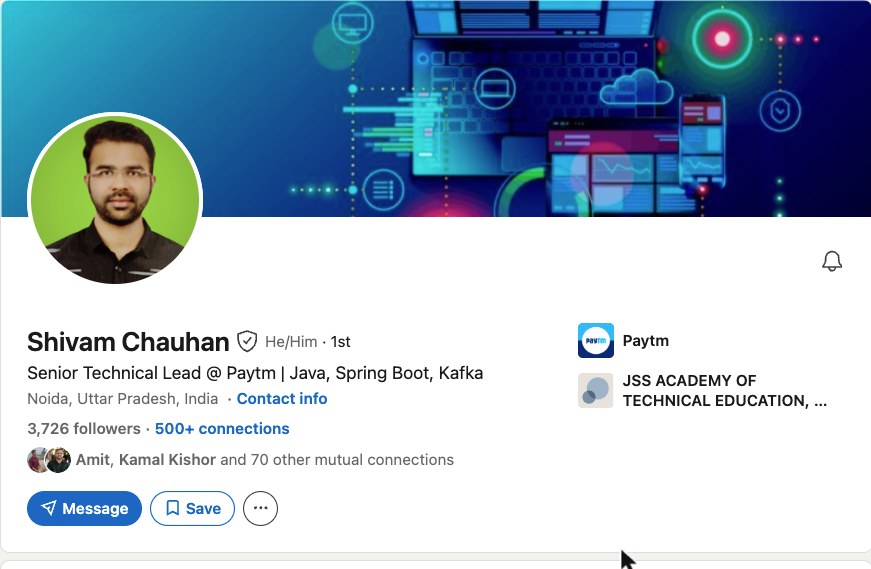 Shivam Chauhan He/Him · 1st
Senior Technical Lead @ Paytm | Java, Spring Boot, Kafka
Noida, Uttar Pradesh, India · Contact info
3,726 followers · 500+ connections
Amit, Kamal Kishor and 70 other mutual connections
Message Save
paytm Paytm
JSS ACADEMY OF
TECHNICAL EDUCATION, ...